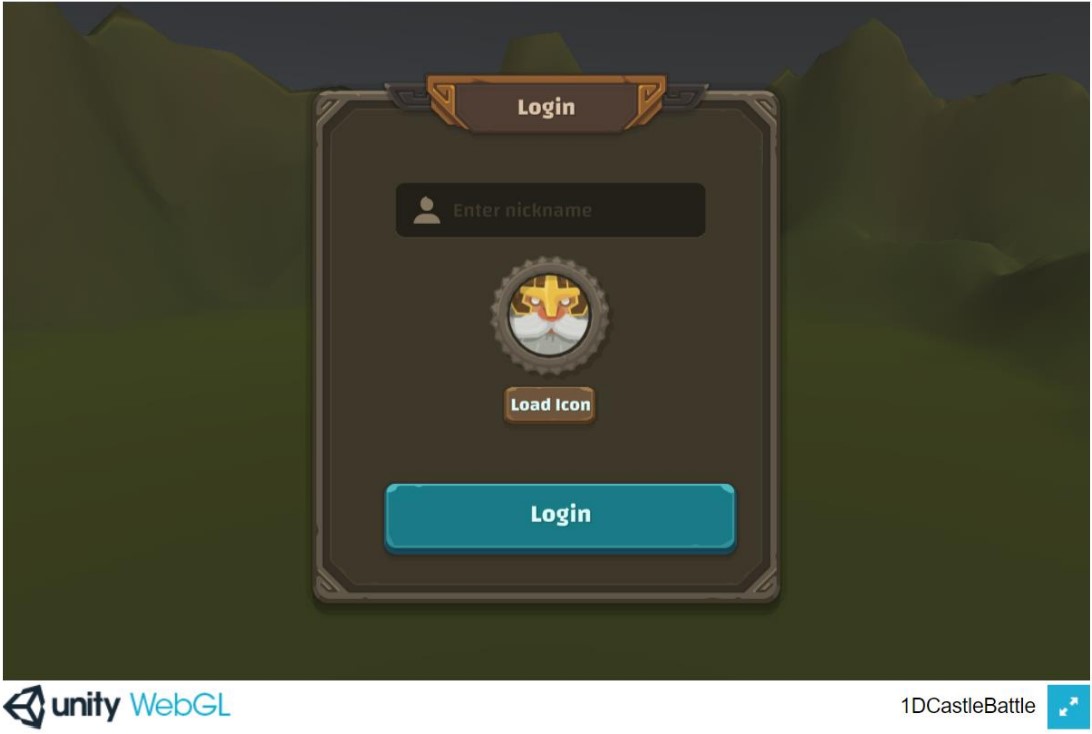 Login
Enter nickname
Load Icon
Login
unity WebGL
1DCastleBattle